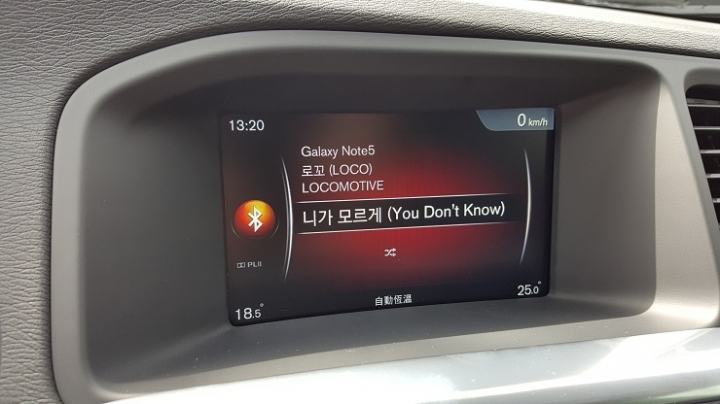 13:20
0 km/h
Galaxy Note5
로꼬 (LOCO)
LOCOMOTIVE
니가 모르게 (You Don't Know)
PLII
18.5°
自動恆溫
25.0°